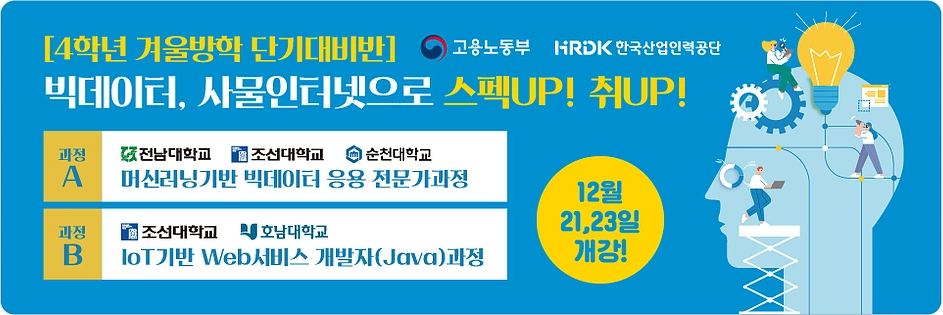 [4학년 겨울방학 단기대비반] 고용노동부 HRDK 한국산업인력공단
빅데이터, 사물인터넷으로 스펙UP! 취UP!
과정 A
전남대학교 조선대학교 순천대학교
머신러닝기반 빅데이터 응용 전문가과정
과정 B
조선대학교 호남대학교
IoT기반 Web서비스 개발자(Java)과정
12월
21,23일
개강!